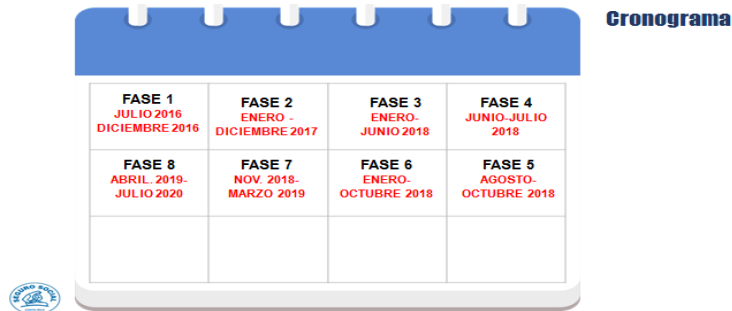 Cronograma
FASE 1
JULIO 2016
DICIEMBRE 2016
FASE 2
ENERO -
DICIEMBRE 2017
FASE 3
ENERO-
JUNIO 2018
FASE 4
JUNIO-JULIO
2018
FASE 8
ABRIL. 2019-
JULIO 2020
FASE 7
NOV. 2018-
MARZO 2019
FASE 6
ENERO-
OCTUBRE 2018
FASE 5
AGOSTO-
OCTUBRE 2018
SEGURO SOCIAL